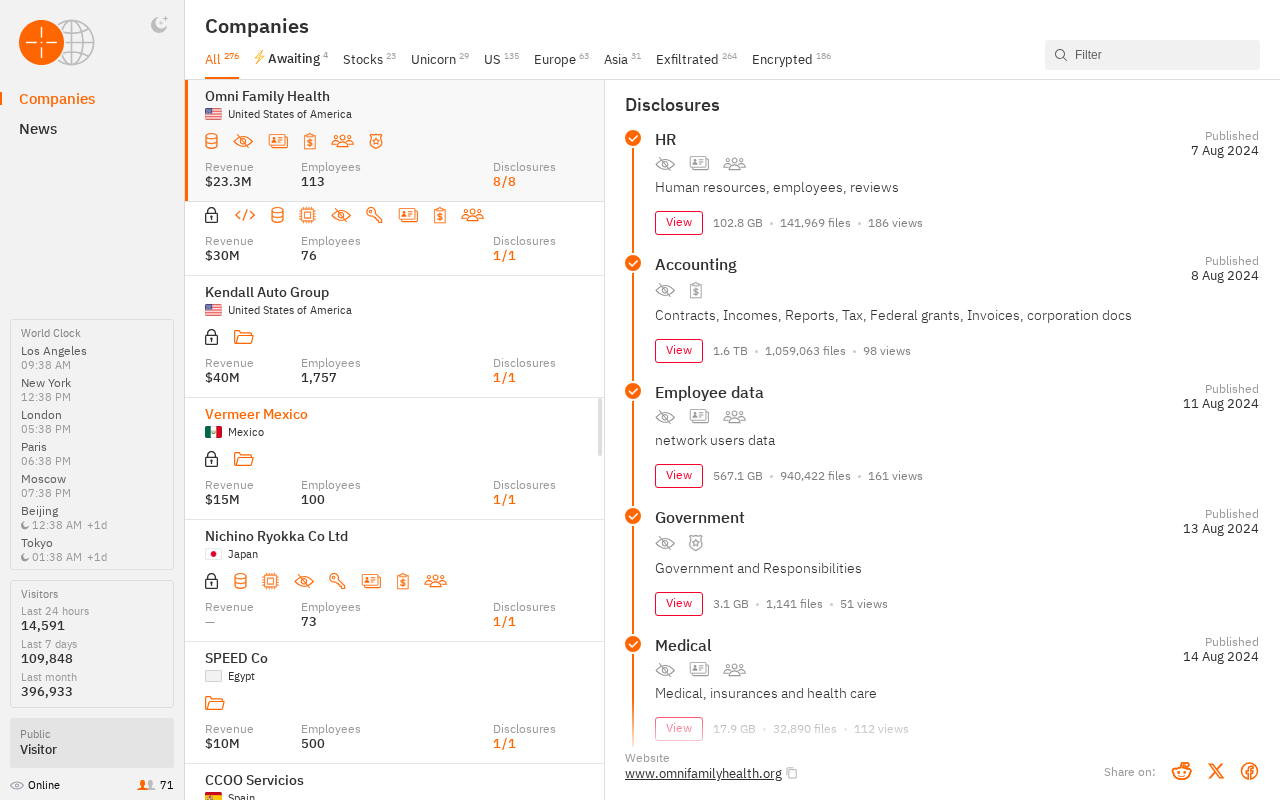 Companies
News
World Clock
Los Angeles
09:38 AM
New York
12:38 PM
London
05:38 PM
Paris
06:38 PM
Moscow
07:38 PM
Beijing
12:38 AM +1d
Tokyo
01:38 AM +1d
Visitors
Last 24 hours
14,591
Last 7 days
109,848
Last month
396,933
Public
Visitor
Online 71
Companies
All 276 Awaiting 4 Stocks 23 Unicorn 29 US 135 Europe 63 Asia 31 Exfiltrated 264 Encrypted 186
Filter
Omni Family Health
United States of America
Revenue Employees Disclosures
$23.3M 113 8/8
Revenue Employees Disclosures
$30M 76 1/1
Kendall Auto Group
United States of America
Revenue Employees Disclosures
$40M 1,757 1/1
Vermeer Mexico
Mexico
Revenue Employees Disclosures
$15M 100 1/1
Nichino Ryokka Co Ltd
Japan
Revenue Employees Disclosures
— 73 1/1
SPEED Co
Egypt
Revenue Employees Disclosures
$10M 500 1/1
CCOO Servicios
Spain
Disclosures
HR
Published
7 Aug 2024
Human resources, employees, reviews
View 102.8 GB • 141,969 files • 186 views
Accounting
Published
8 Aug 2024
Contracts, Incomes, Reports, Tax, Federal grants, Invoices, corporation docs
View 1.6 TB • 1,059,063 files • 98 views
Employee data
Published
11 Aug 2024
network users data
View 567.1 GB • 940,422 files • 161 views
Government
Published
13 Aug 2024
Government and Responsibilities
View 3.1 GB • 1,141 files • 51 views
Medical
Published
14 Aug 2024
Medical, insurances and health care
View 17.9 GB • 32,890 files • 112 views
Website
www.omnifamilyhealth.org
Share on: